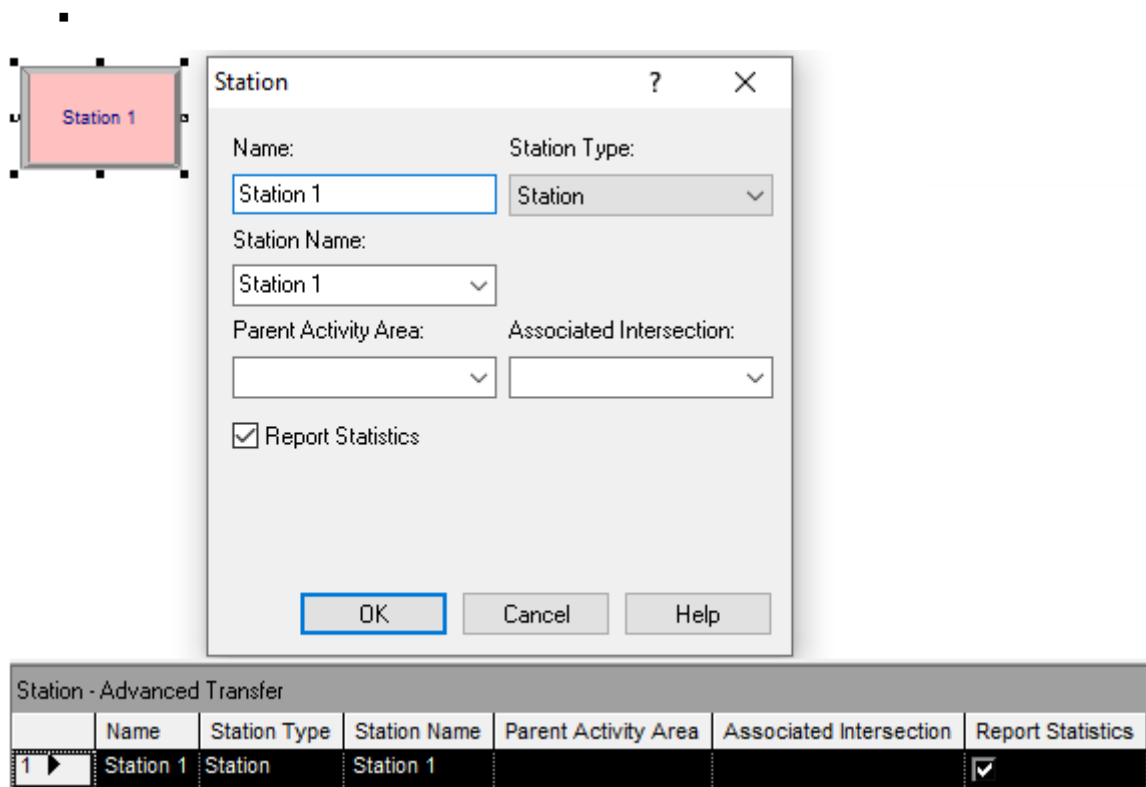 Station 1
Station ?
Name: Station Type:
Station 1 Station
Station Name:
Station 1
Parent Activity Area: Associated Intersection:
Report Statistics
OK Cancel Help
Station - Advanced Transfer
Name Station Type Station Name Parent Activity Area Associated Intersection Report Statistics
1 Station 1 Station Station 1